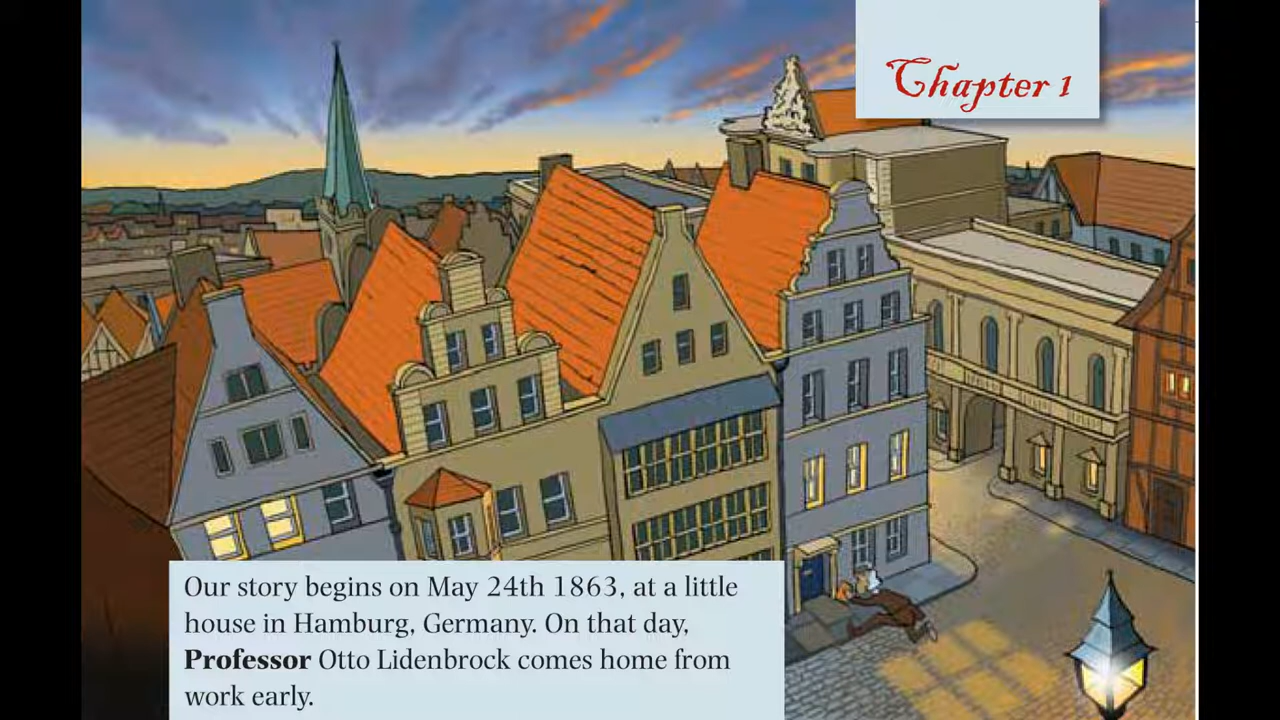 Chapter 1
Our story begins on May 24th 1863, at a little
house in Hamburg, Germany. On that day,
Professor Otto Lidenbrock comes home from
work early.